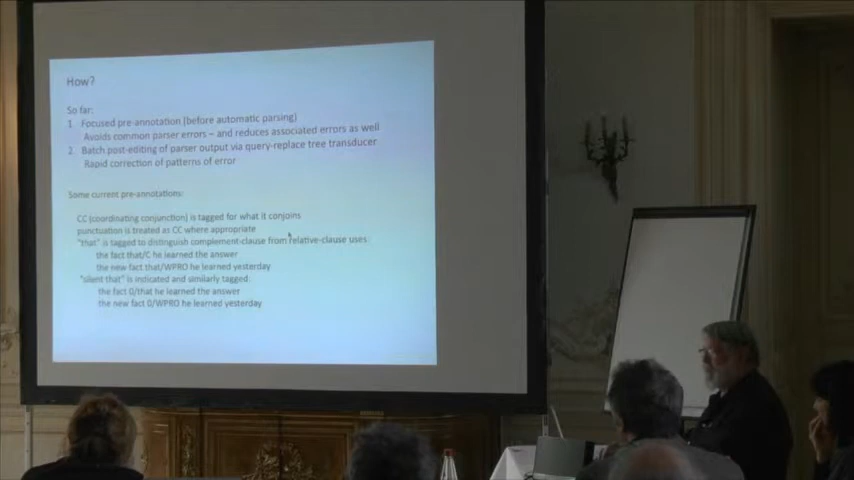 How?
So far:
1. Focused pre-annotation (before automatic parsing)
Avoids common parser errors – and reduces associated errors as well
2. Batch post-editing of parser output via query-replace tree transducer
Rapid correction of patterns of error
Some current pre-annotations:
CC (coordinating conjunction) is tagged for what it conjoins
punctuation is treated as CC where appropriate
"that" is tagged to distinguish complement-clause from relative-clause uses:
the fact that/C he learned the answer
the new fact that/WPRO he learned yesterday
"silent that" is indicated and similarly tagged:
the fact 0/that he learned the answer
the new fact 0/WPRO he learned yesterday